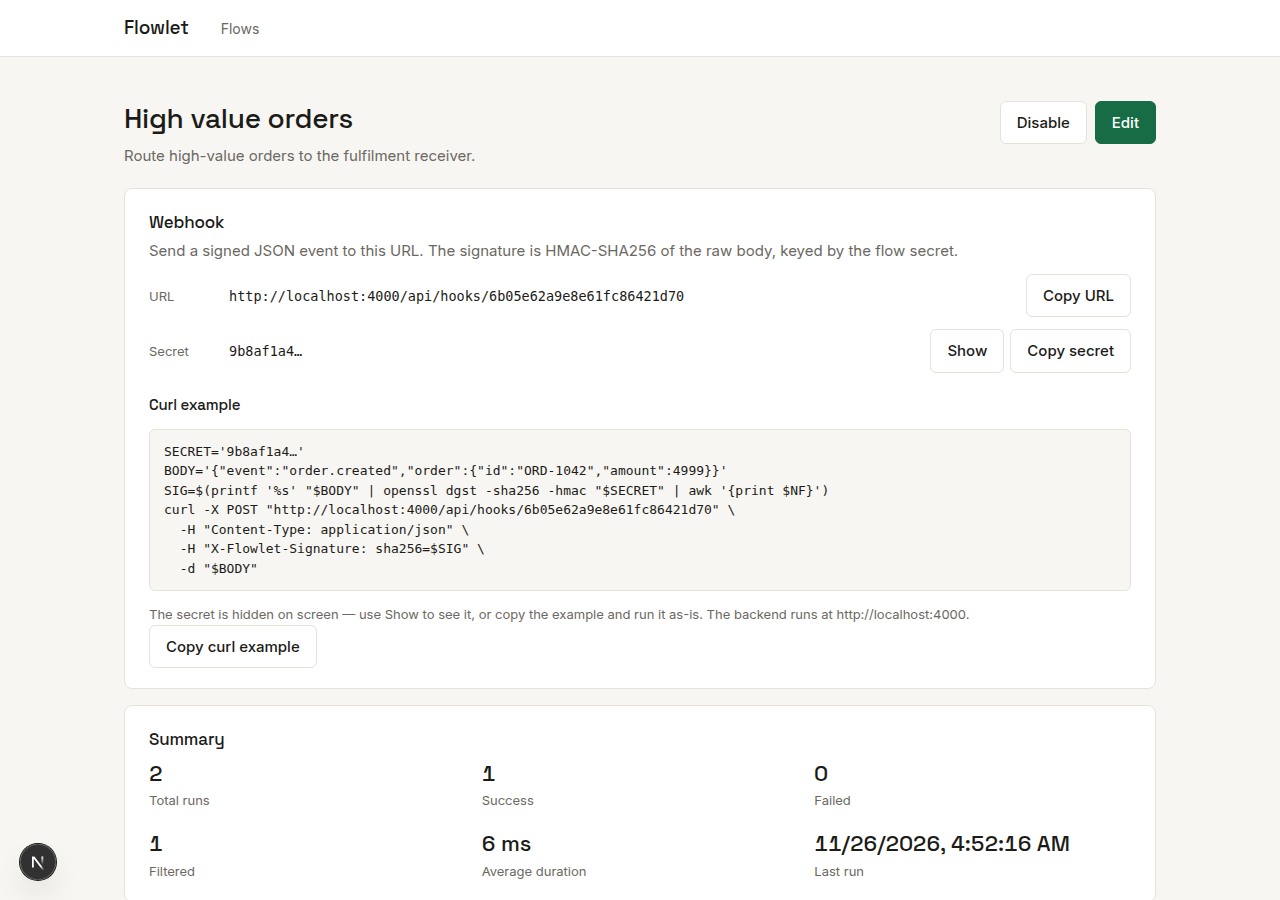 Flowlet Flows
High value orders
Disable Edit
Route high-value orders to the fulfilment receiver.
Webhook
Send a signed JSON event to this URL. The signature is HMAC-SHA256 of the raw body, keyed by the flow secret.
URL http://localhost:4000/api/hooks/6b05e62a9e8e61fc86421d70 Copy URL
Secret 9b8af1a4… Show Copy secret
Curl example
SECRET='9b8af1a4…'
BODY='{"event":"order.created","order":{"id":"ORD-1042","amount":4999}}'
SIG=$(printf '%s' "$BODY" | openssl dgst -sha256 -hmac "$SECRET" | awk '{print $NF}')
curl -X POST "http://localhost:4000/api/hooks/6b05e62a9e8e61fc86421d70" \
  -H "Content-Type: application/json" \
  -H "X-Flowlet-Signature: sha256=$SIG" \
  -d "$BODY"
The secret is hidden on screen — use Show to see it, or copy the example and run it as-is. The backend runs at http://localhost:4000.
Copy curl example
Summary
2 1 0
Total runs Success Failed
1 6 ms 11/26/2026, 4:52:16 AM
Filtered Average duration Last run
N